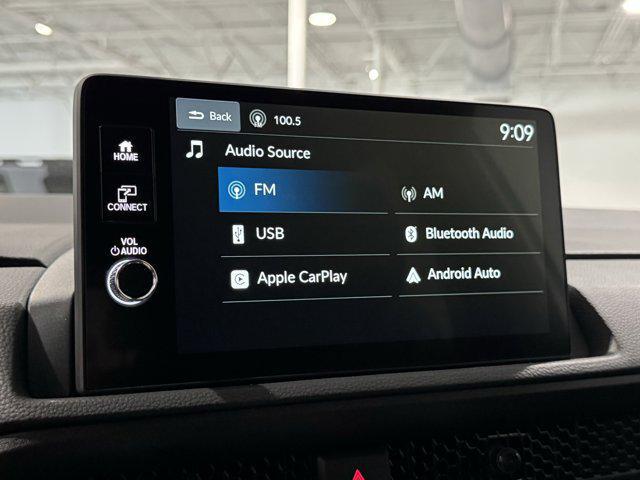 Back
100.5
9:09
HOME
Audio Source
FM
AM
CONNECT
USB
Bluetooth Audio
VOL
AUDIO
Apple CarPlay
Android Auto